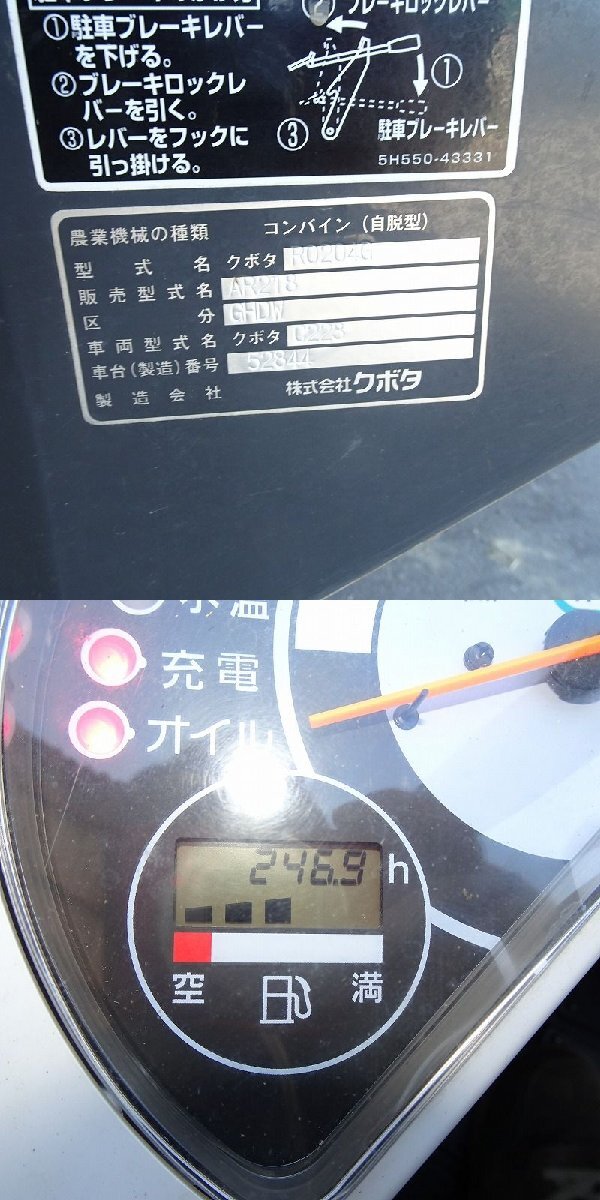 ①駐車ブレーキレバー
を下げる。
②ブレーキロックレ
バーを引く。
③レバーをフックに
引っ掛ける。
② ブレーキロックレバー
①
③
駐車ブレーキレバー
5H550-43331
農業機械の種類 コンバイン(自脱型)
型式名 クボタ RO204G
販売型式名 AR218
区分 GHDW
車両型式名 クボタ C228
車台(製造)番号 52844
製造会社 株式会社クボタ
水温
充電
オイル
246.9 h
空 満